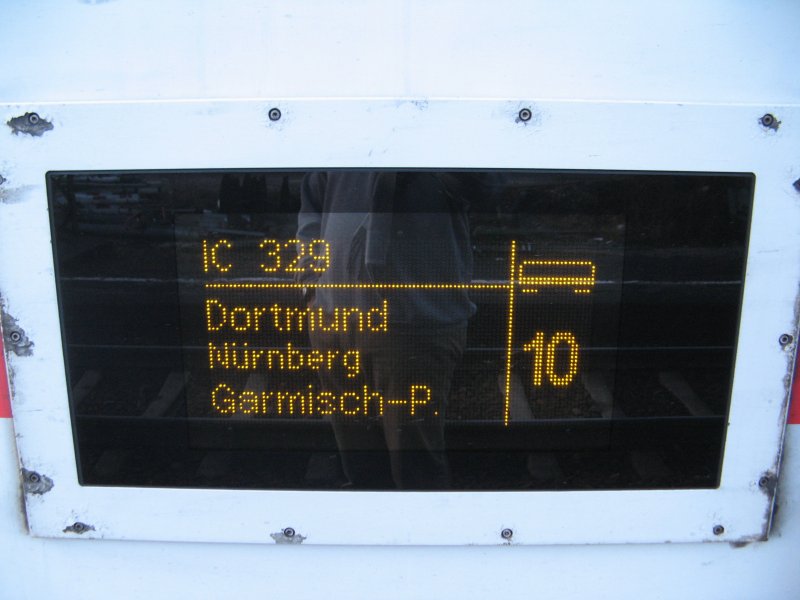 IC 329
Dortmund
Nürnberg
Garmisch-P.
10